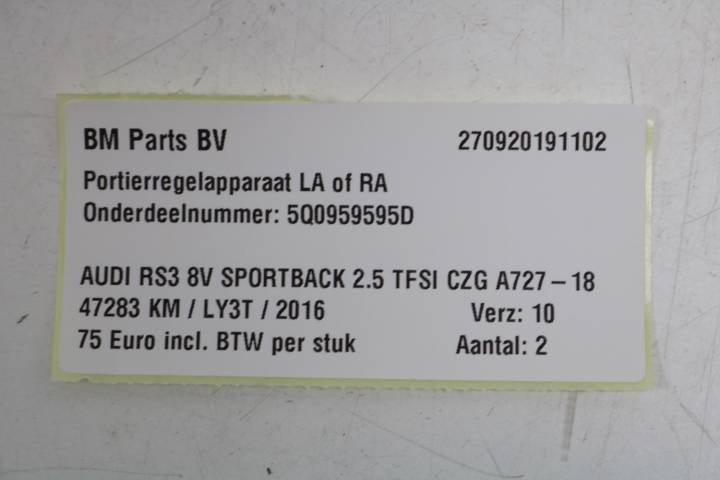 BM Parts BV 270920191102
Portierregelapparaat LA of RA
Onderdeelnummer: 5Q0959595D
AUDI RS3 8V SPORTBACK 2.5 TFSI CZG A727-18
47283 KM / LY3T / 2016 Verz: 10
75 Euro incl. BTW per stuk Aantal: 2